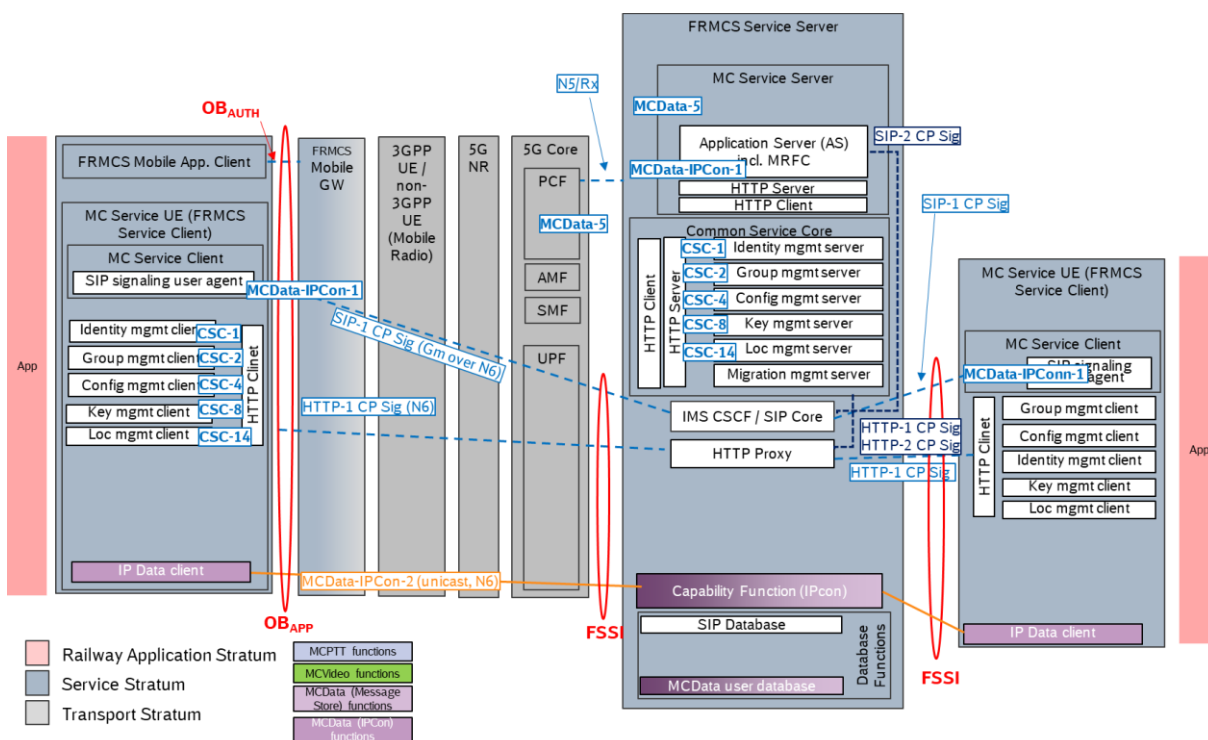 FRMCS Service Server
MC Service Server
N5/Rx
MCData-5
OBAUTH
SIP-2 CP Sig
Application Server (AS)
incl. MRFC
FRMCS Mobile App. Client
FRMCS
Mobile
GW
3GPP
UE /
non-
3GPP
UE
(Mobile
Radio)
5G
NR
5G Core
PCF
MCData-IPCon-1
HTTP Server
HTTP Client
SIP-1 CP Sig
MC Service UE (FRMCS
Service Client)
MC Service Client
SIP signaling user agent
MCData-IPCon-1
MCData-5
AMF
SMF
UPF
Common Service Core
HTTP Client
HTTP Server
CSC-1
Identity mgmt server
CSC-2
Group mgmt server
CSC-4
Config mgmt server
CSC-8
Key mgmt server
CSC-14
Loc mgmt server
Migration mgmt server
MC Service UE (FRMCS
Service Client)
MC Service Client
SIP signaling
agent
MCData-IPConn-1
SIP-1 CP Sig (Gm over N6)
Identity mgmt client
CSC-1
Group mgmt client
CSC-2
Config mgmt client
CSC-4
Key mgmt client
CSC-8
Loc mgmt client
CSC-14
HTTP Clinet
App
HTTP-1 CP Sig (N6)
IMS CSCF / SIP Core
HTTP Proxy
HTTP-1 CP Sig
HTTP-2 CP Sig
HTTP-1 CP Sig
HTTP Clinet
Group mgmt client
Config mgmt client
Identity mgmt client
Key mgmt client
Loc mgmt client
App
IP Data client
MCData-IPCon-2 (unicast, N6)
Capability Function (IPcon)
OBAPP
FSSI
SIP Database
MCData user database
Database
Functions
IP Data client
FSSI
Railway Application Stratum
Service Stratum
Transport Stratum
MCPTT functions
MCVideo functions
MCData (Message
Store) functions
MCData (IPCon)
functions